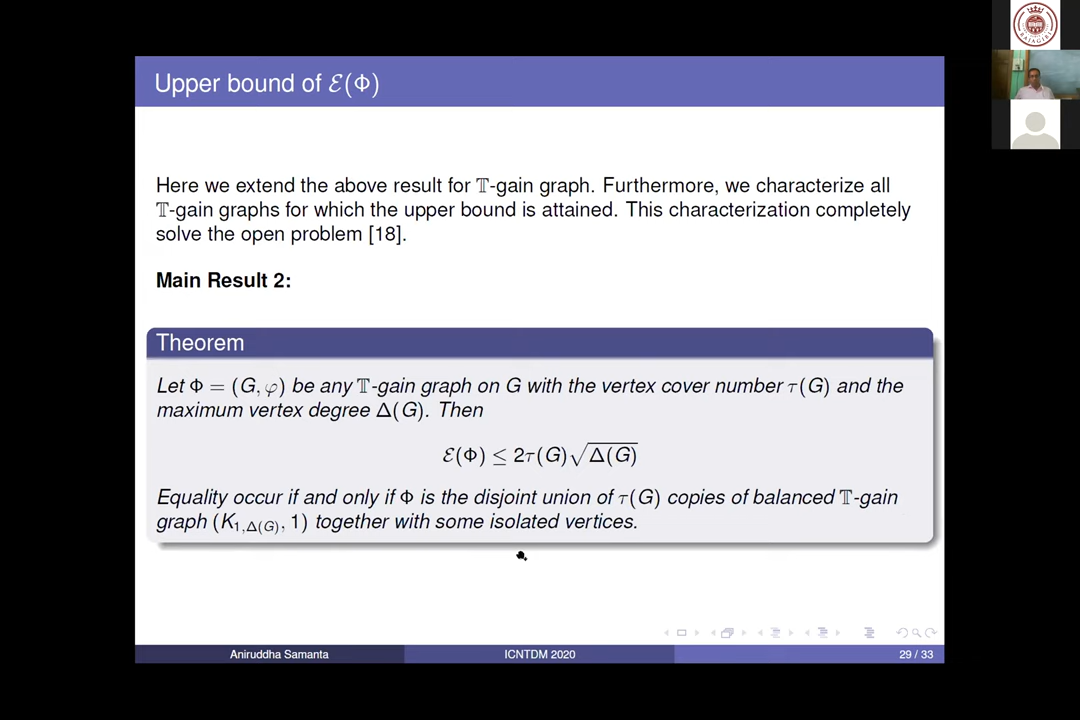 Upper bound of ℰ(Φ)
Here we extend the above result for 𝕋-gain graph. Furthermore, we characterize all
𝕋-gain graphs for which the upper bound is attained. This characterization completely
solve the open problem [18].
Main Result 2:
Theorem
Let Φ = (G, φ) be any 𝕋-gain graph on G with the vertex cover number τ(G) and the
maximum vertex degree Δ(G). Then
ℰ(Φ) ≤ 2τ(G)√Δ(G)
Equality occur if and only if Φ is the disjoint union of τ(G) copies of balanced 𝕋-gain
graph (K₁,Δ(G), 1) together with some isolated vertices.
Aniruddha Samanta
ICNTDM 2020
29 / 33